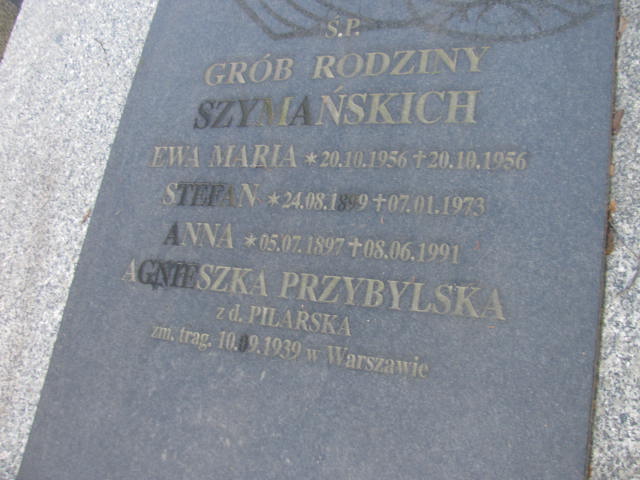 Ś.P.
GRÓB RODZINY
SZYMAŃSKICH
EWA MARIA ✶20.10.1956 ✝20.10.1956
STEFAN ✶24.08.1899 ✝07.01.1973
ANNA ✶05.07.1897 ✝08.06.1991
AGNIESZKA PRZYBYLSKA
z d. PILARSKA
zm. trag. 10.09.1939 w Warszawie